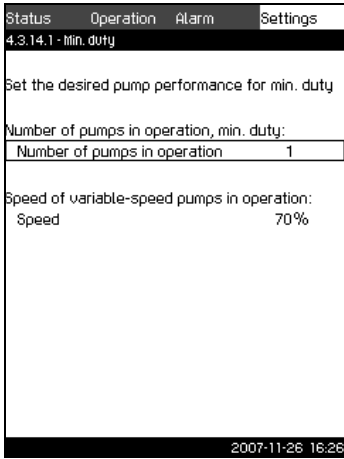 Status Operation Alarm Settings
4.3.14.1 - Min. duty
Set the desired pump performance for min. duty
Number of pumps in operation, min. duty:
Number of pumps in operation 1
Speed of variable-speed pumps in operation:
Speed 70%
2007-11-26 16:26